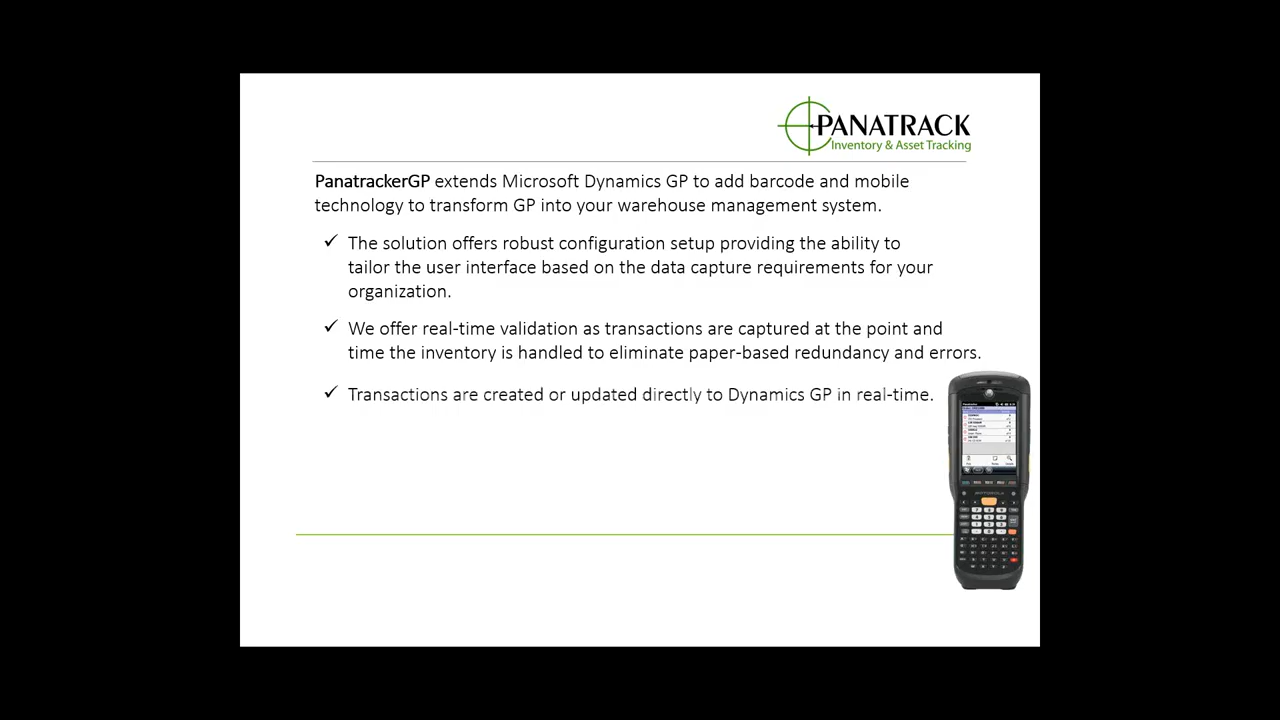 PANATRACK
Inventory & Asset Tracking
PanatrackerGP extends Microsoft Dynamics GP to add barcode and mobile
technology to transform GP into your warehouse management system.
✓ The solution offers robust configuration setup providing the ability to
tailor the user interface based on the data capture requirements for your
organization.
✓ We offer real-time validation as transactions are captured at the point and
time the inventory is handled to eliminate paper-based redundancy and errors.
✓ Transactions are created or updated directly to Dynamics GP in real-time.
MOTOROLA